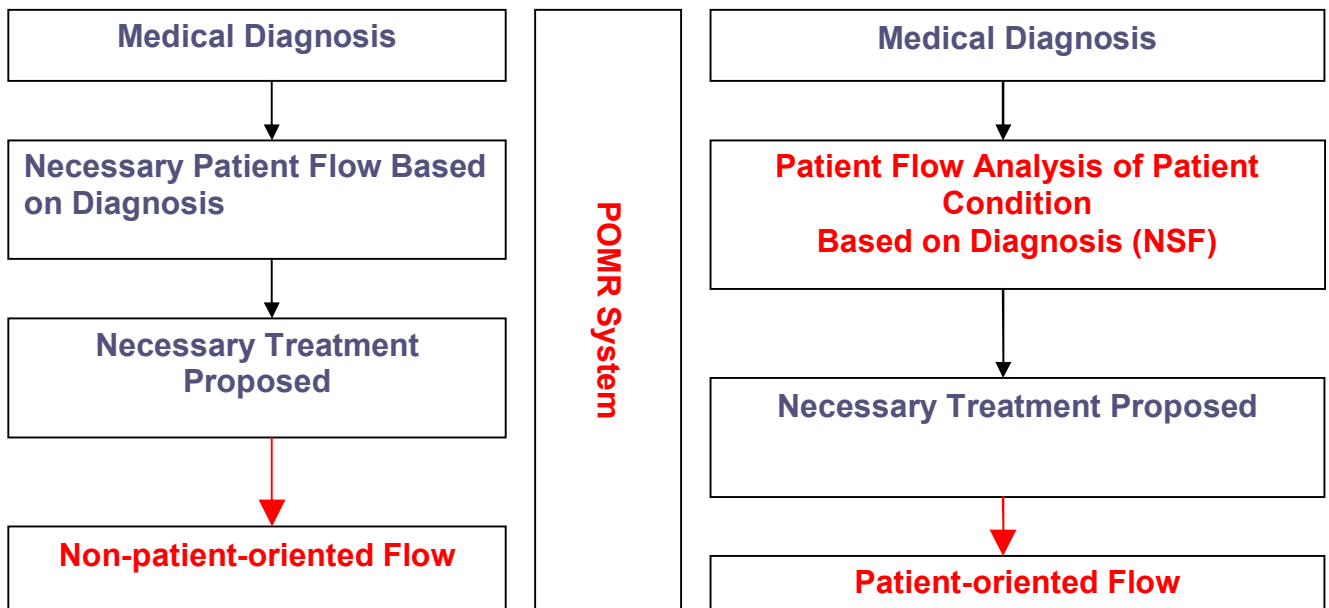 Medical Diagnosis
Necessary Patient Flow Based
on Diagnosis
Necessary Treatment
Proposed
Non-patient-oriented Flow
POMR System
Medical Diagnosis
Patient Flow Analysis of Patient
Condition
Based on Diagnosis (NSF)
Necessary Treatment Proposed
Patient-oriented Flow